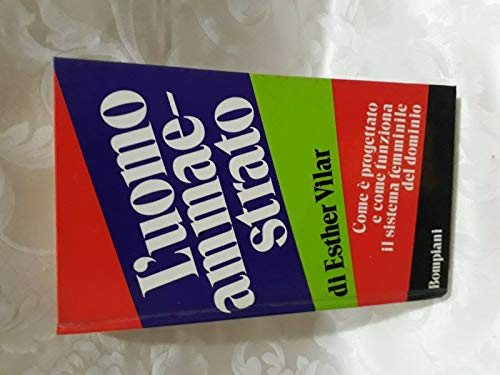 L'uomo
ammae-
strato
di Esther Vilar
Come è progettato
e come funziona
il sistema femminile
del dominio
Bompiani